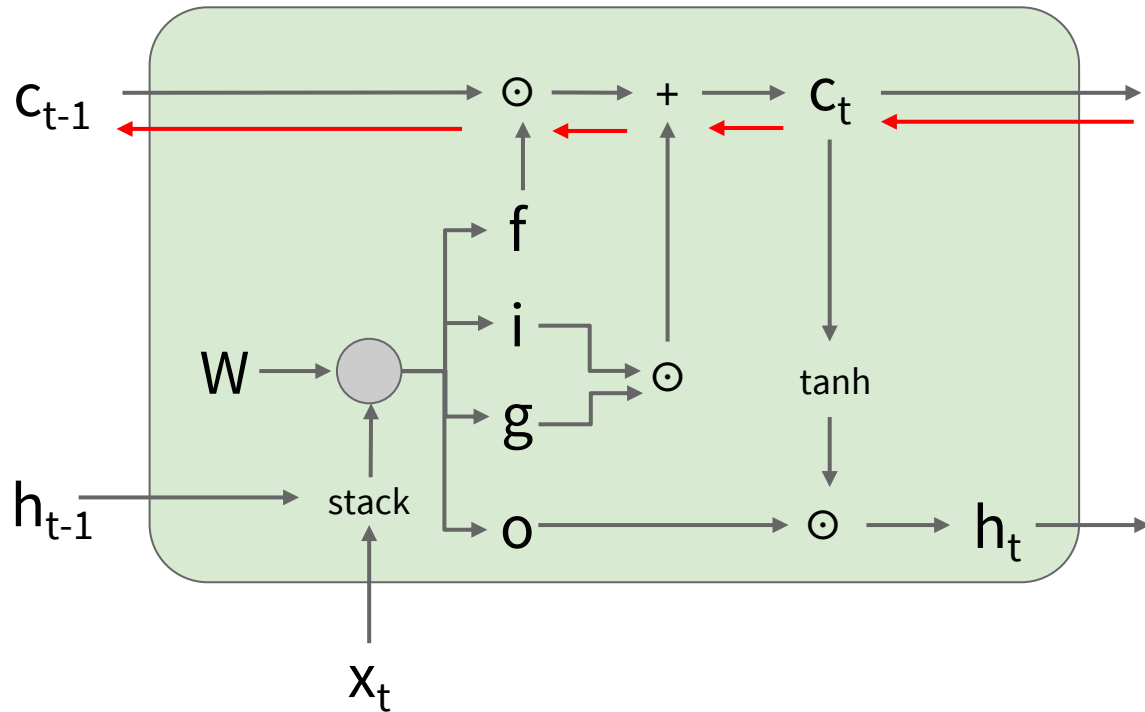 c_{t-1} ⊙ + c_t
f
i
W ⊙ tanh
g
h_{t-1} stack
o ⊙ h_t
x_t